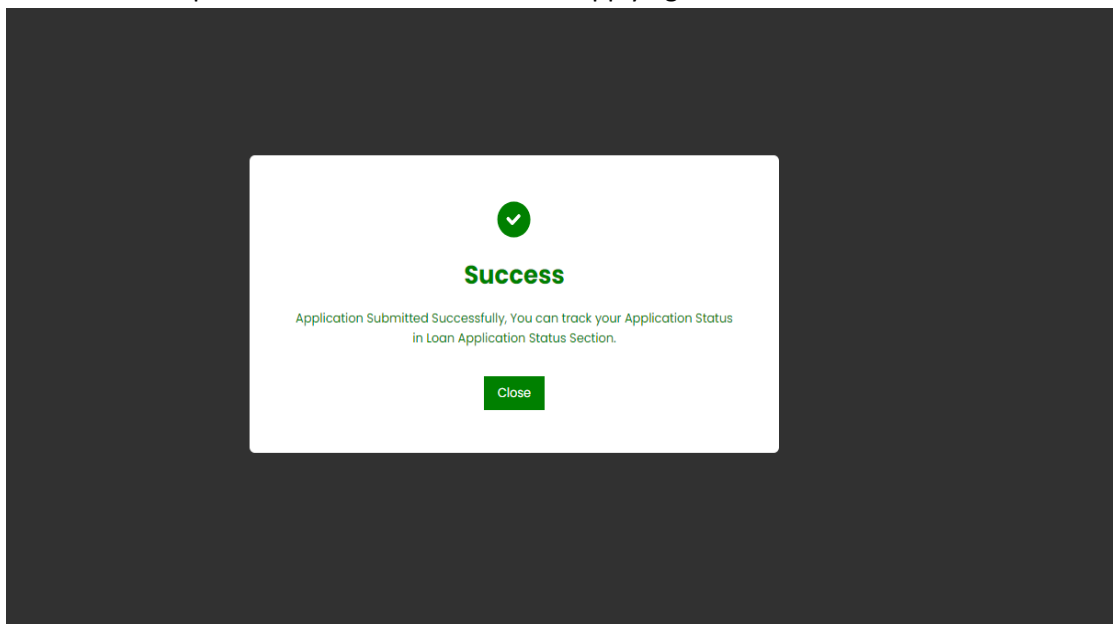 Success
Application Submitted Successfully, You can track your Application Status
in Loan Application Status Section.
Close